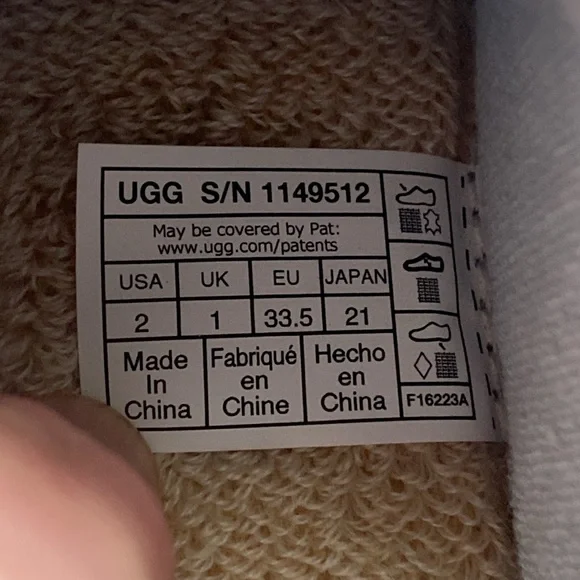 UGG S/N 1149512
May be covered by Pat:
www.ugg.com/patents
USA UK EU JAPAN
2 1 33.5 21
Made In China
Fabriqué en Chine
Hecho en China
F16223A